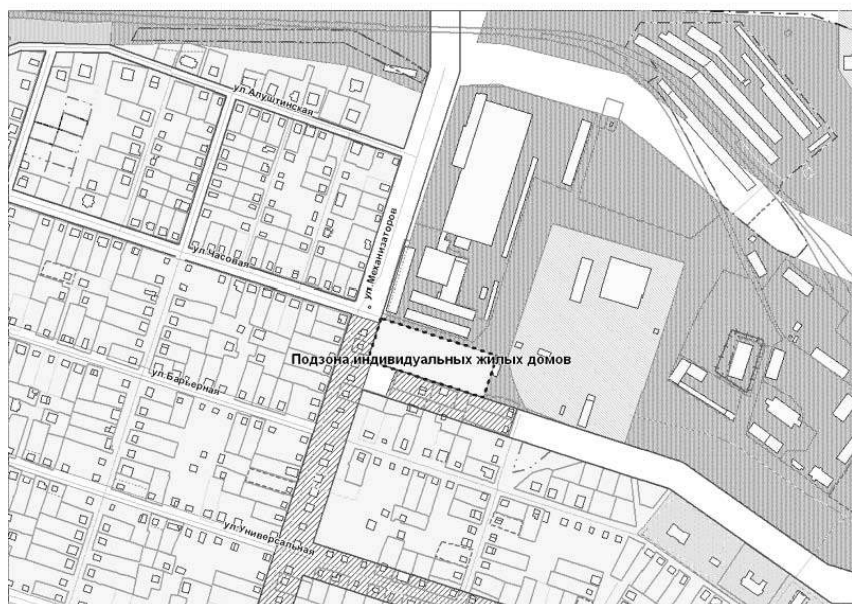 ул.Алуштинская
ул.Механизаторов
ул.Часовая
Подзона индивидуальных жилых домов
ул.Барьерная
ул.Универсальная